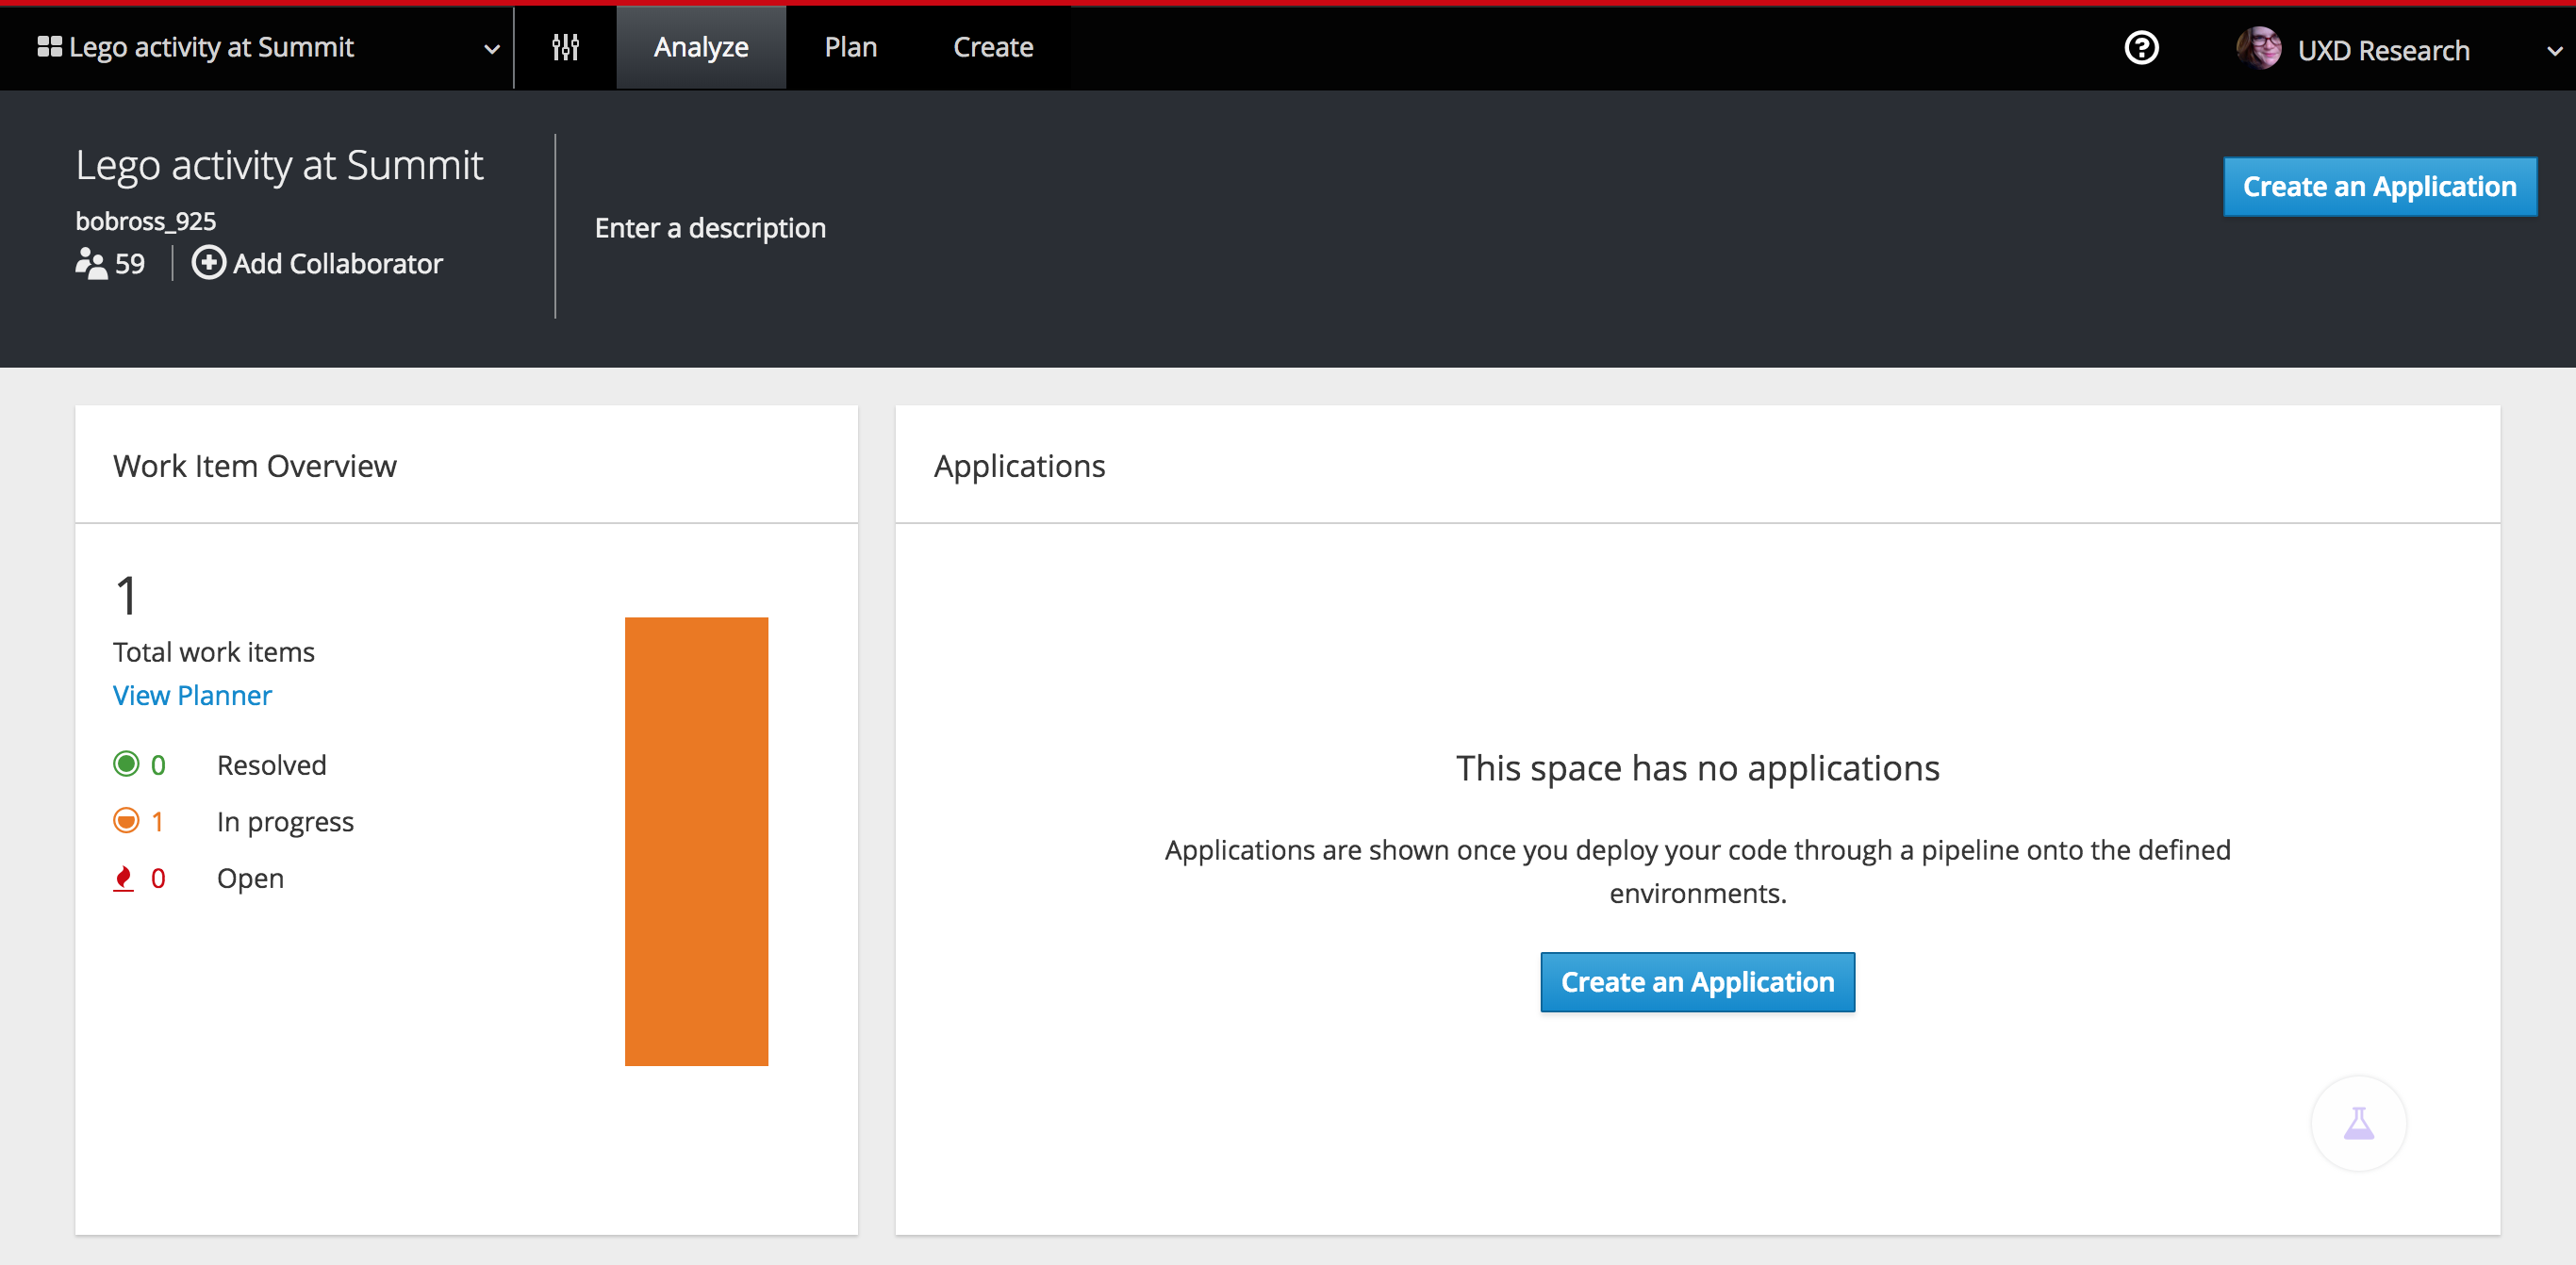 Lego activity at Summit
Analyze
Plan
Create
UXD Research
Lego activity at Summit
bobross_925
59
Add Collaborator
Enter a description
Create an Application
Work Item Overview
1
Total work items
View Planner
0 Resolved
1 In progress
0 Open
Applications
This space has no applications
Applications are shown once you deploy your code through a pipeline onto the defined
environments.
Create an Application